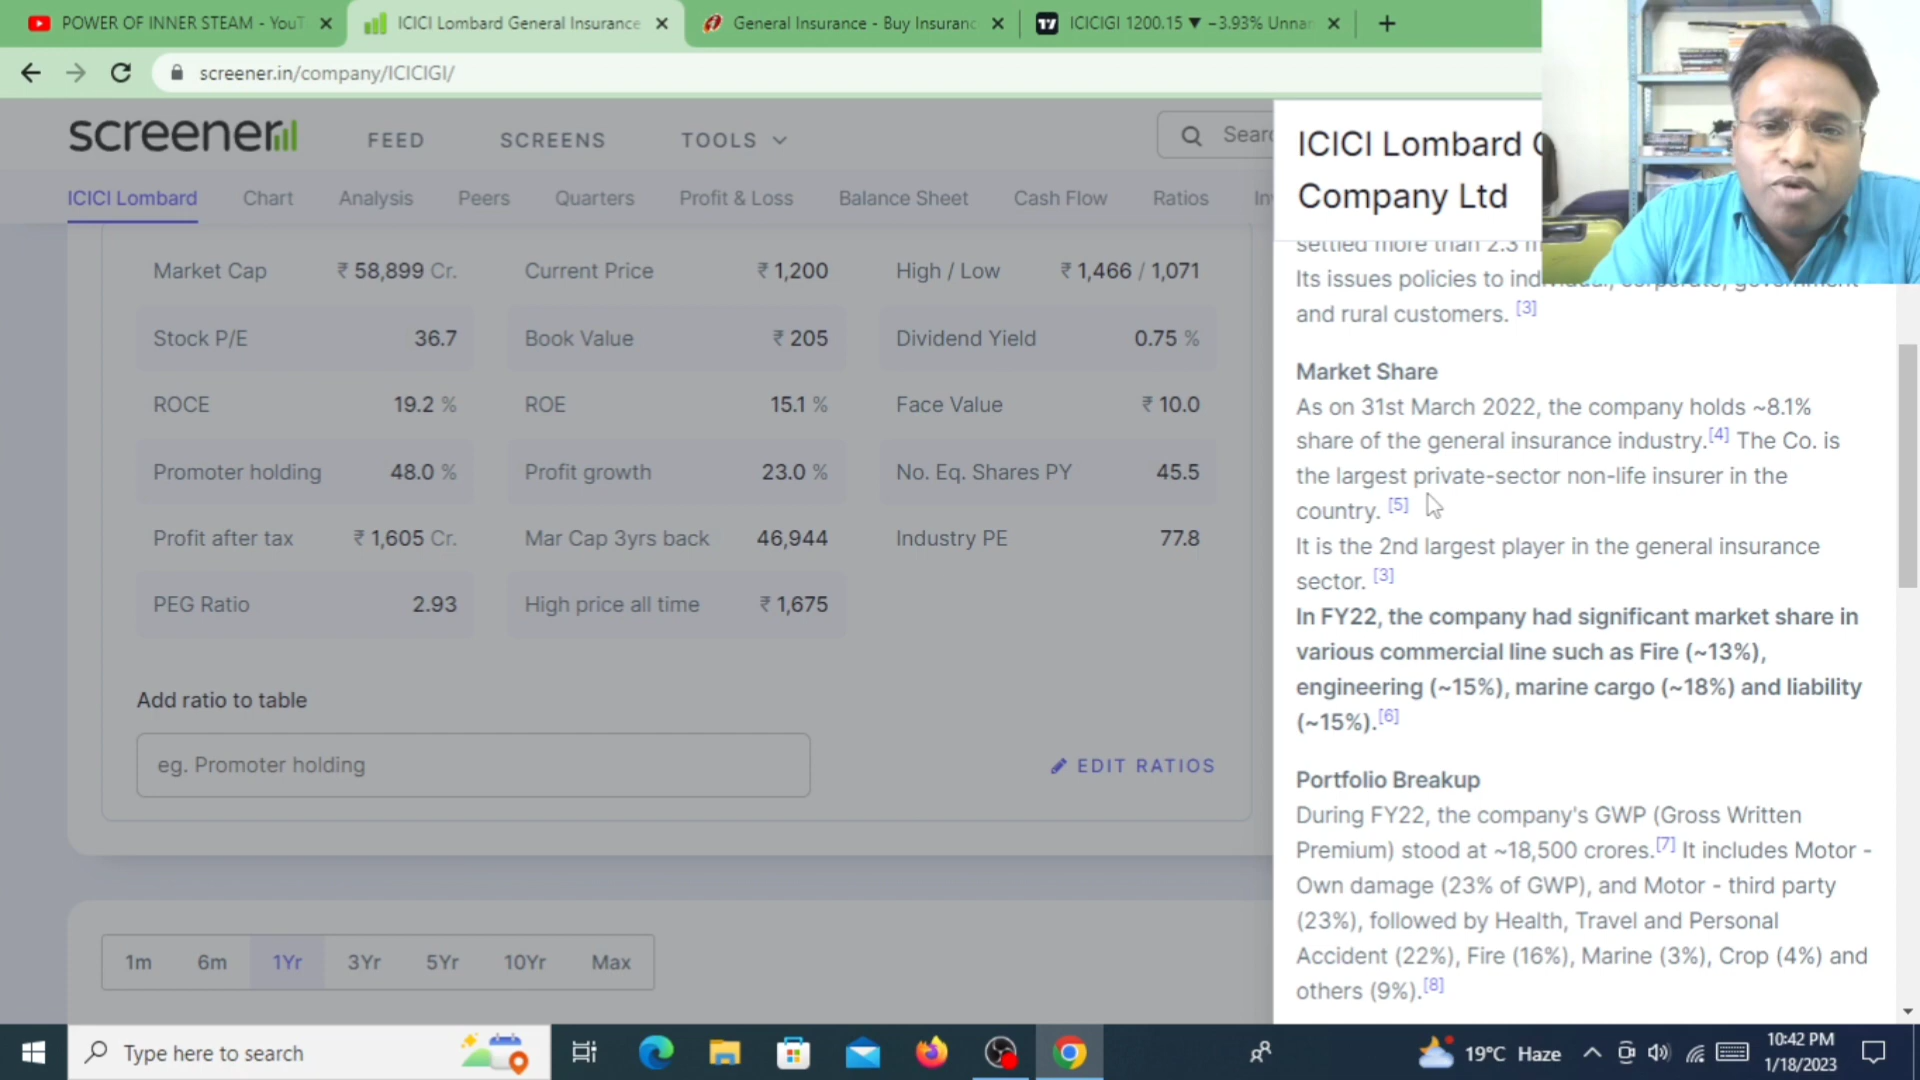 POWER OF INNER STEAM - YouT
ICICI Lombard General Insurance
General Insurance - Buy Insuranc
ICICIGI 1200.15 ▼ −3.93% Unnar
screener.in/company/ICICIGI/
screener
FEED
SCREENS
TOOLS
Searc
ICICI Lombard
Chart
Analysis
Peers
Quarters
Profit & Loss
Balance Sheet
Cash Flow
Ratios
In
Market Cap ₹ 58,899 Cr.
Current Price ₹ 1,200
High / Low ₹ 1,466 / 1,071
Stock P/E 36.7
Book Value ₹ 205
Dividend Yield 0.75 %
ROCE 19.2 %
ROE 15.1 %
Face Value ₹ 10.0
Promoter holding 48.0 %
Profit growth 23.0 %
No. Eq. Shares PY 45.5
Profit after tax ₹ 1,605 Cr.
Mar Cap 3yrs back 46,944
Industry PE 77.8
PEG Ratio 2.93
High price all time ₹ 1,675
Add ratio to table
eg. Promoter holding
EDIT RATIOS
1m 6m 1Yr 3Yr 5Yr 10Yr Max
ICICI Lombard
Company Ltd
settled more than 2.3 m
Its issues policies to individual, corporate, government
and rural customers. [3]
Market Share
As on 31st March 2022, the company holds ~8.1%
share of the general insurance industry.[4] The Co. is
the largest private-sector non-life insurer in the
country. [5]
It is the 2nd largest player in the general insurance
sector. [3]
In FY22, the company had significant market share in
various commercial line such as Fire (~13%),
engineering (~15%), marine cargo (~18%) and liability
(~15%).[6]
Portfolio Breakup
During FY22, the company's GWP (Gross Written
Premium) stood at ~18,500 crores.[7] It includes Motor -
Own damage (23% of GWP), and Motor - third party
(23%), followed by Health, Travel and Personal
Accident (22%), Fire (16%), Marine (3%), Crop (4%) and
others (9%).[8]
Type here to search
19°C Haze
10:42 PM
1/18/2023